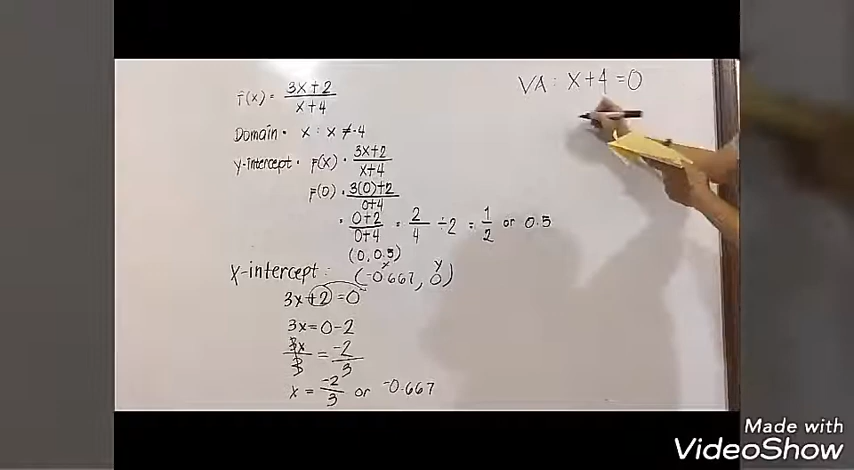 F(x) = 3x+2 / x+4
Domain : x : x ≠ -4
y-intercept : F(x) = 3x+2 / x+4
F(0) = 3(0)+2 / 0+4
= 0+2 / 0+4 = 2 / 4 ÷ 2 = 1 / 2 or 0.5
(0, 0.5)
X-intercept : (-0.667, 0)
x y
3x+2 = 0
3x = 0-2
3x / 3 = -2 / 3
x = -2 / 3 or -0.667
VA : X+4 = 0
Made with
VideoShow